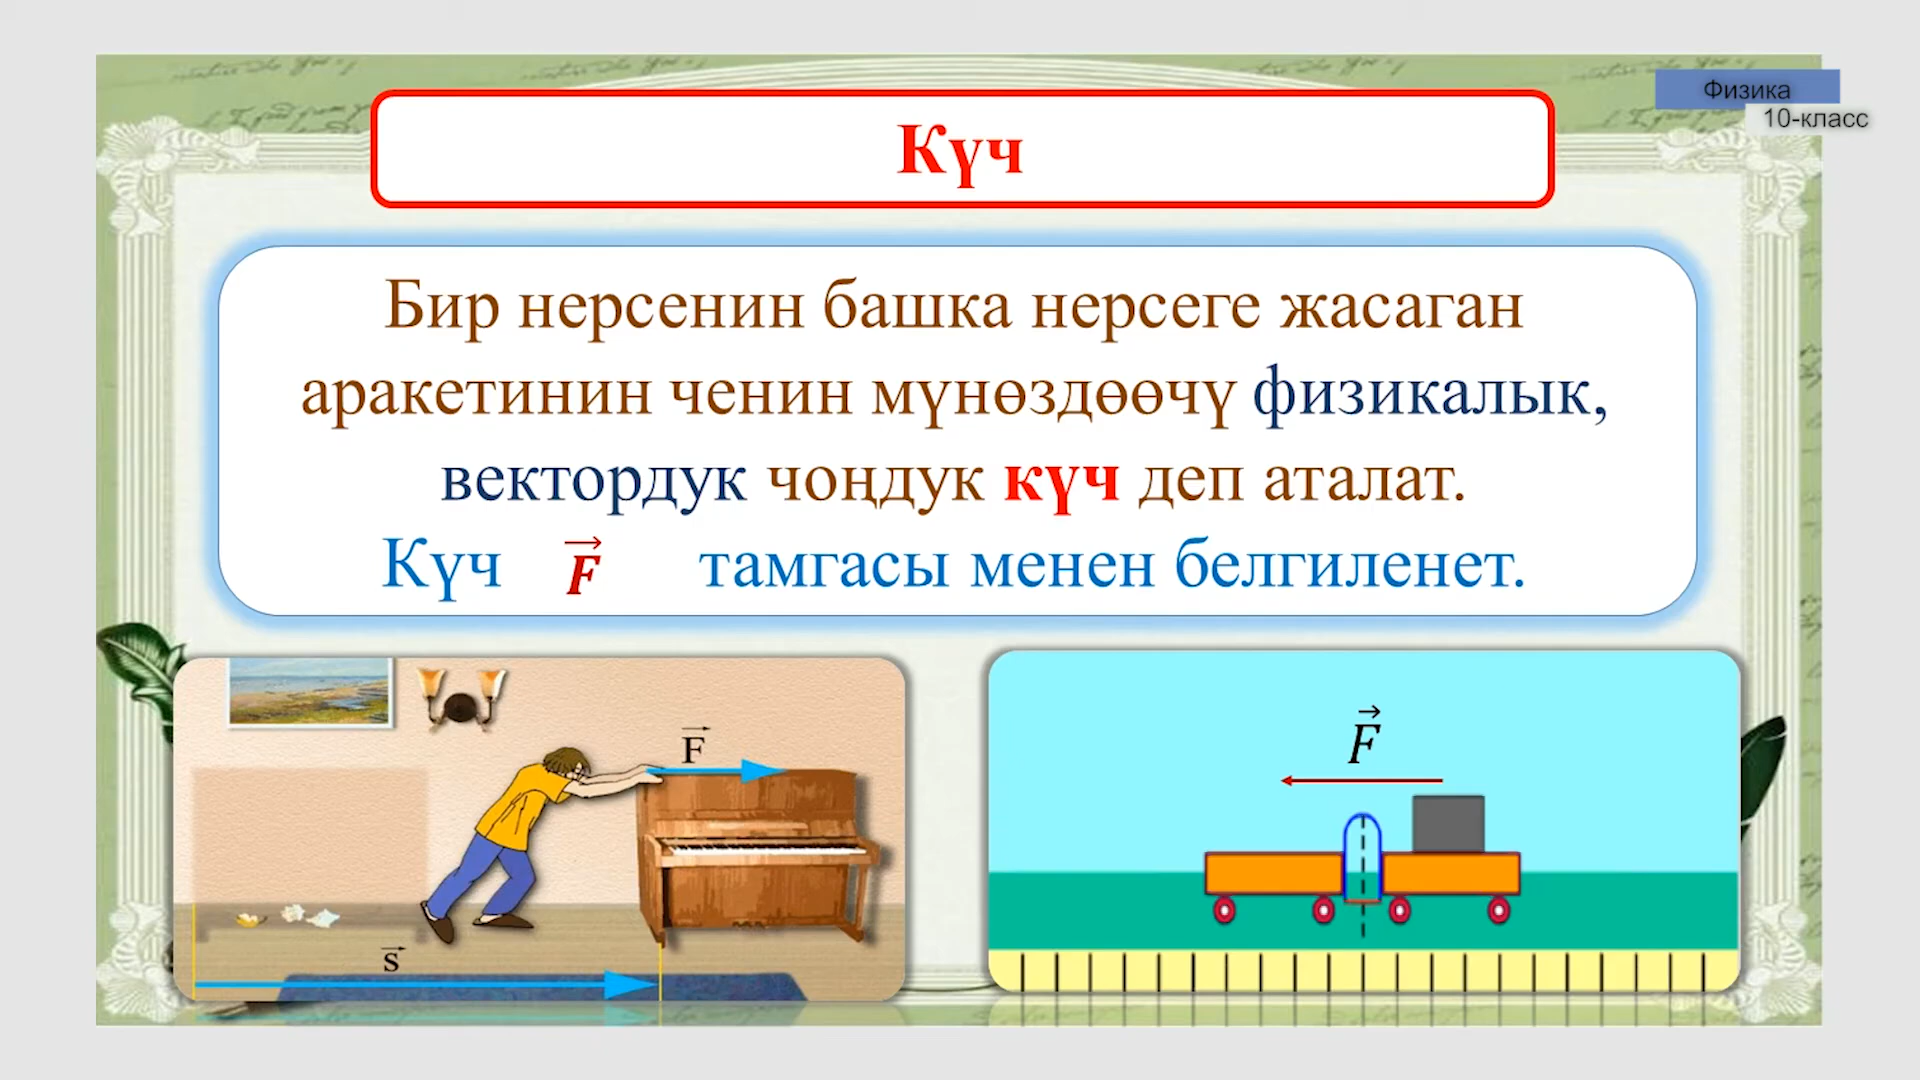 Физика
10-класс
Күч
Бир нерсенин башка нерсеге жасаган
аракетинин ченин мүнөздөөчү физикалык,
вектордук чоңдук күч деп аталат.
Күч F⃗ тамгасы менен белгиленет.
F⃗
s⃗
F⃗